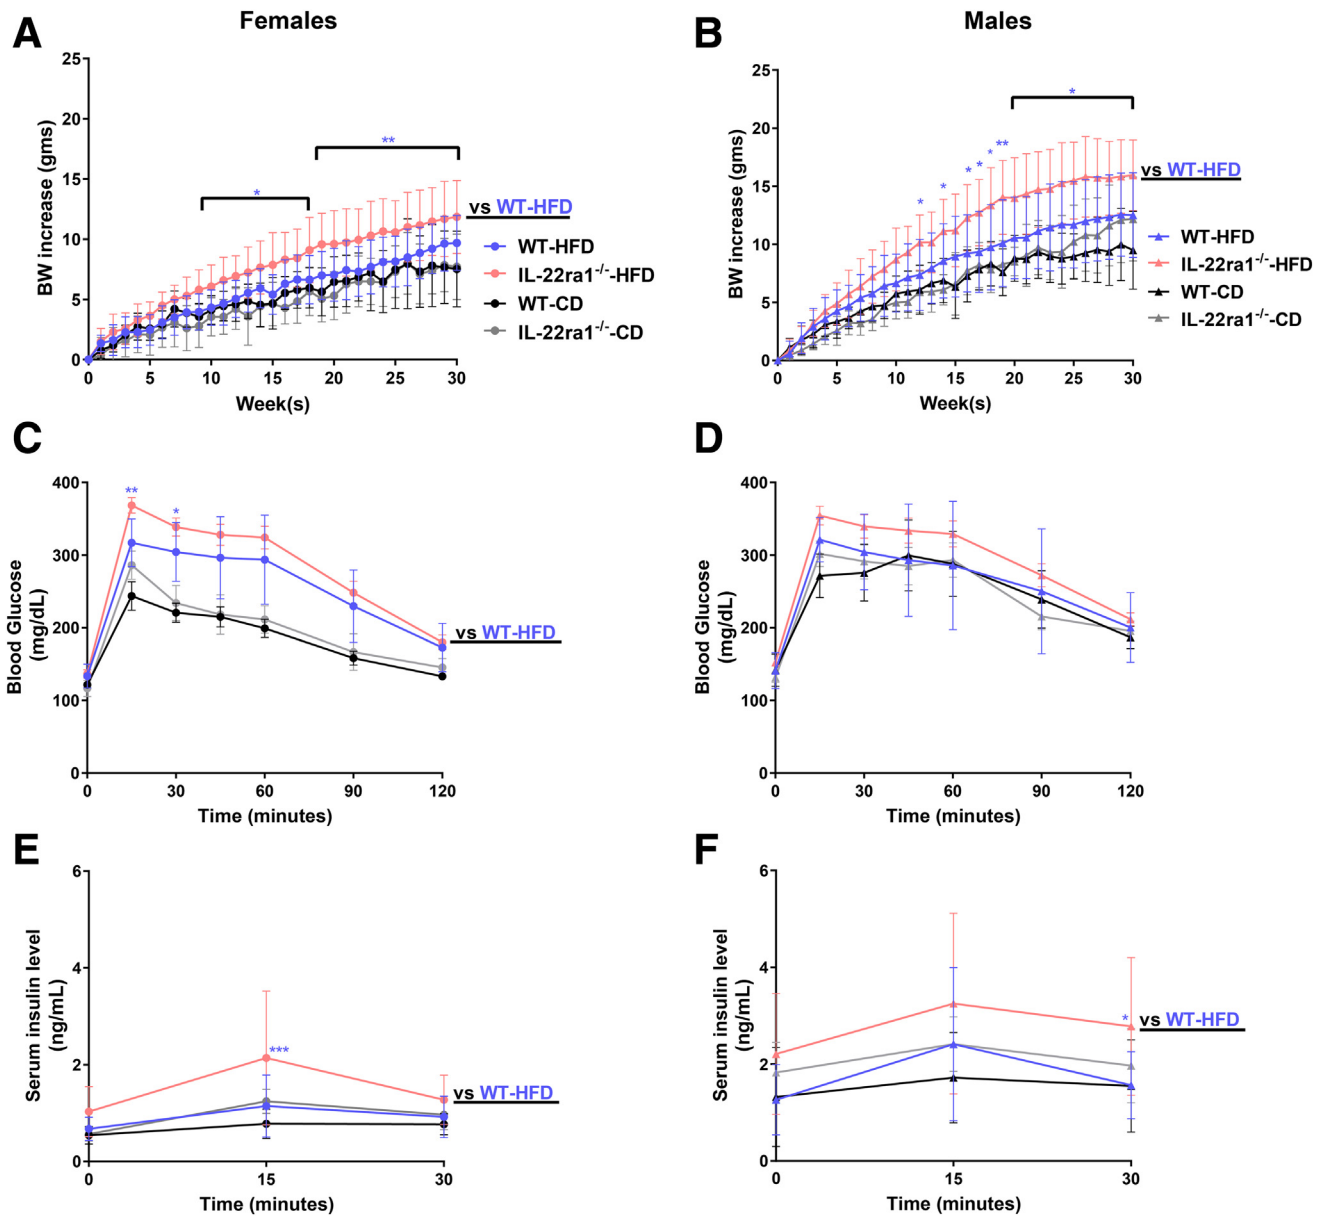 Females
Males
A
B
BW increase (gms)
25
20
15
10
5
0
0 5 10 15 20 25 30
Week(s)
*
**
vs WT-HFD
WT-HFD
IL-22ra1-/--HFD
WT-CD
IL-22ra1-/--CD
BW increase (gms)
25
20
15
10
5
0
0 5 10 15 20 25 30
Week(s)
* * * * * **
*
vs WT-HFD
WT-HFD
IL-22ra1-/--HFD
WT-CD
IL-22ra1-/--CD
C
D
Blood Glucose
(mg/dL)
400
300
200
100
0
0 30 60 90 120
Time (minutes)
**
*
vs WT-HFD
Blood Glucose
(mg/dL)
400
300
200
100
0
0 30 60 90 120
Time (minutes)
E
F
Serum insulin level
(ng/mL)
6
4
2
0
0 15 30
Time (minutes)
***
vs WT-HFD
Serum insulin level
(ng/mL)
6
4
2
0
0 15 30
Time (minutes)
*
vs WT-HFD